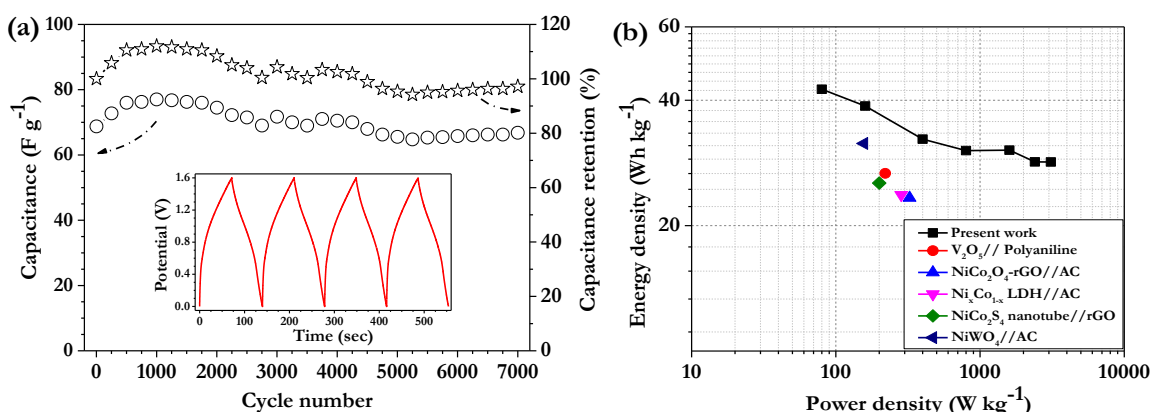 (a)
100
80
60
40
20
0
Capacitance (F g⁻¹)
120
100
80
60
40
20
0
Capacitance retention (%)
0 1000 2000 3000 4000 5000 6000 7000
Cycle number
1.6
1.2
0.8
0.4
0.0
Potential (V)
0 100 200 300 400 500
Time (sec)
(b)
60
40
20
Energy density (Wh kg⁻¹)
Present work
V₂O₅// Polyaniline
NiCo₂O₄-rGO//AC
NiₓCo₁₋ₓ LDH//AC
NiCo₂S₄ nanotube//rGO
NiWO₄//AC
10 100 1000 10000
Power density (W kg⁻¹)